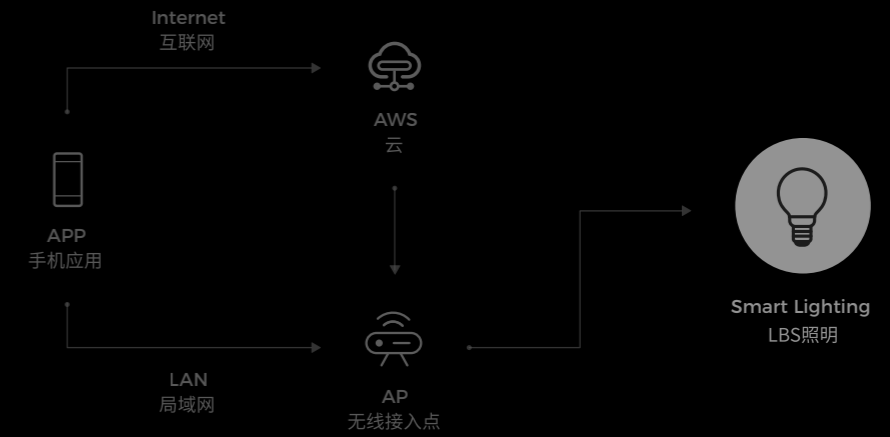 Internet
互联网
AWS
云
APP
手机应用
Smart Lighting
LBS照明
LAN
局域网
AP
无线接入点